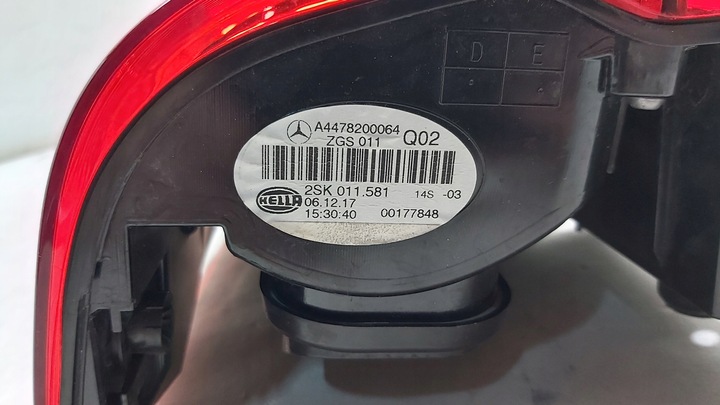 D E
A4478200064
ZGS 011 Q02
2SK 011.581 14S -03
HELLA 06.12.17
15:30:40 00177848